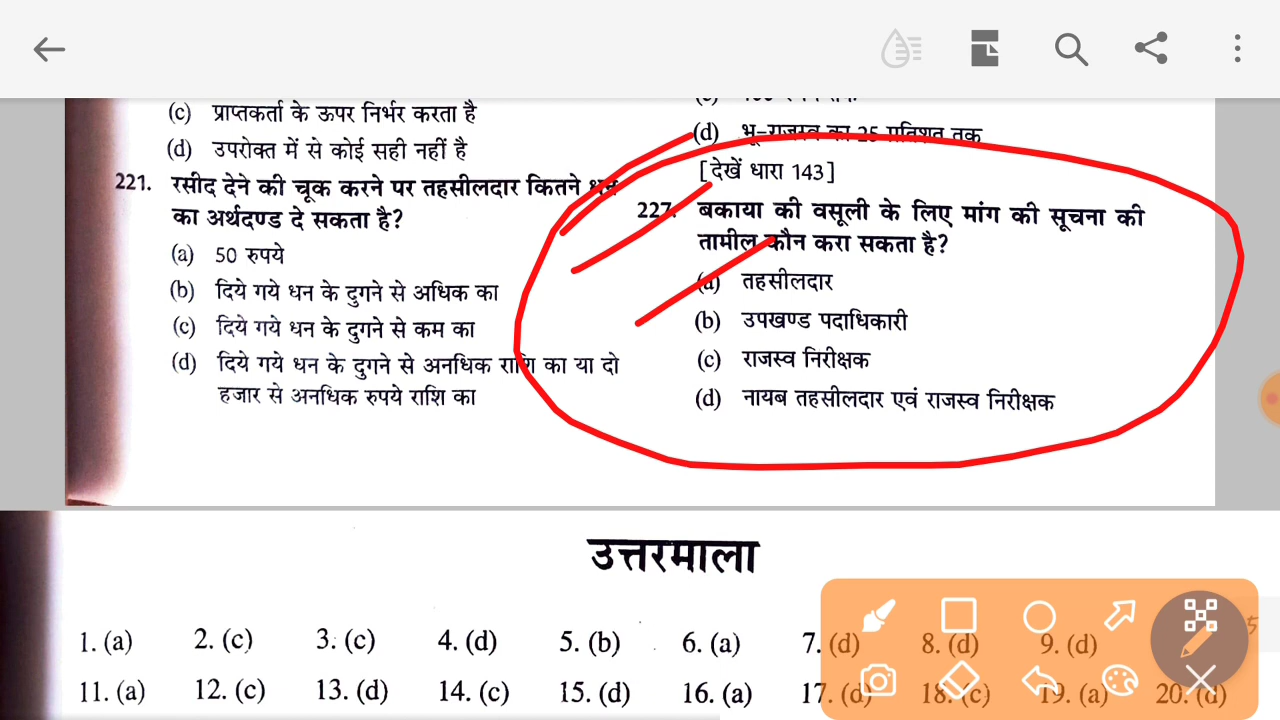 (c) प्राप्तकर्ता के ऊपर निर्भर करता है
(d) उपरोक्त में से कोई सही नहीं है
221. रसीद देने की चूक करने पर तहसीलदार कितने धन
का अर्थदण्ड दे सकता है?
(a) 50 रुपये
(b) दिये गये धन के दुगने से अधिक का
(c) दिये गये धन के दुगने से कम का
(d) दिये गये धन के दुगने से अनधिक राशि का या दो
हजार से अनधिक रुपये राशि का
(d) भू-राजस्व का 25 प्रतिशत तक
[देखें धारा 143]
227. बकाया की वसूली के लिए मांग की सूचना की
तामील कौन करा सकता है?
(a) तहसीलदार
(b) उपखण्ड पदाधिकारी
(c) राजस्व निरीक्षक
(d) नायब तहसीलदार एवं राजस्व निरीक्षक
उत्तरमाला
1. (a) 2. (c) 3. (c) 4. (d) 5. (b) 6. (a) 7. (d) 8. (d) 9. (d)
11. (a) 12. (c) 13. (d) 14. (c) 15. (d) 16. (a) 17. (d) 18. (c) 19. (a) 20. (d)